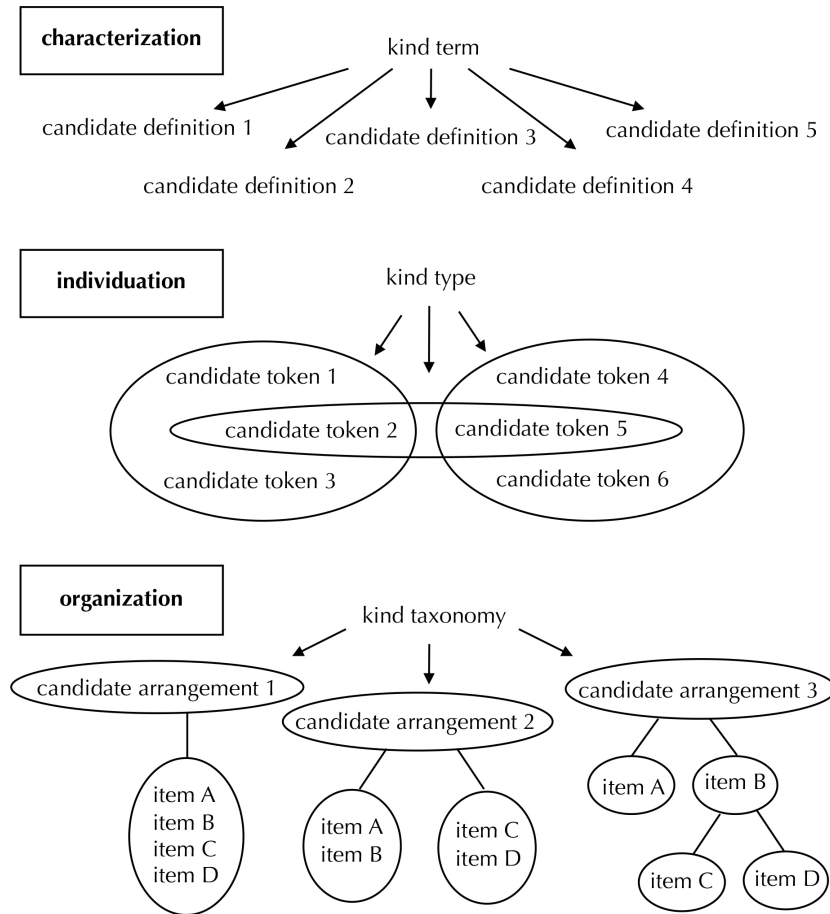 characterization
kind term
candidate definition 1
candidate definition 3
candidate definition 5
candidate definition 2
candidate definition 4
individuation
kind type
candidate token 1
candidate token 4
candidate token 2
candidate token 5
candidate token 3
candidate token 6
organization
kind taxonomy
candidate arrangement 1
candidate arrangement 2
candidate arrangement 3
item A
item B
item C
item D
item A
item B
item C
item D
item A
item B
item C
item D